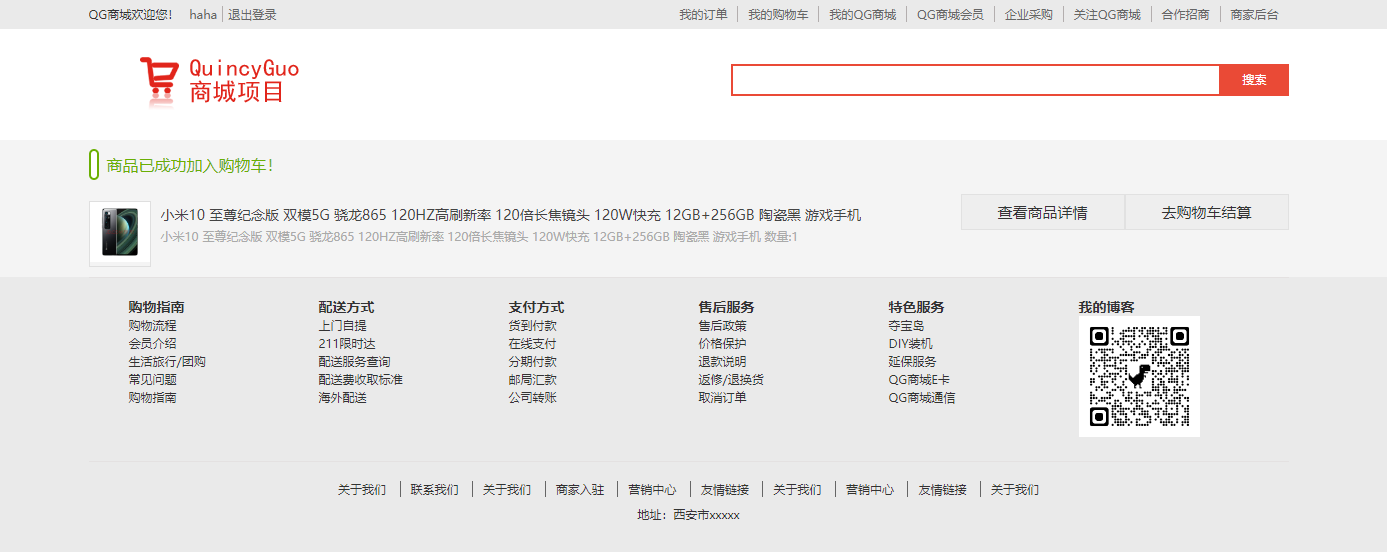 QG商城欢迎您! haha 退出登录 我的订单 我的购物车 我的QG商城 QG商城会员 企业采购 关注QG商城 合作招商 商家后台
QuincyGuo
商城项目
搜索
商品已成功加入购物车!
小米10 至尊纪念版 双模5G 骁龙865 120HZ高刷新率 120倍长焦镜头 120W快充 12GB+256GB 陶瓷黑 游戏手机
小米10 至尊纪念版 双模5G 骁龙865 120HZ高刷新率 120倍长焦镜头 120W快充 12GB+256GB 陶瓷黑 游戏手机 数量:1
查看商品详情 去购物车结算
购物指南
购物流程
会员介绍
生活旅行/团购
常见问题
购物指南
配送方式
上门自提
211限时达
配送服务查询
配送费收取标准
海外配送
支付方式
货到付款
在线支付
分期付款
邮局汇款
公司转账
售后服务
售后政策
价格保护
退款说明
返修/退换货
取消订单
特色服务
夺宝岛
DIY装机
延保服务
QG商城E卡
QG商城通信
我的博客
关于我们 联系我们 关于我们 商家入驻 营销中心 友情链接 关于我们 营销中心 友情链接 关于我们
地址：西安市xxxxx